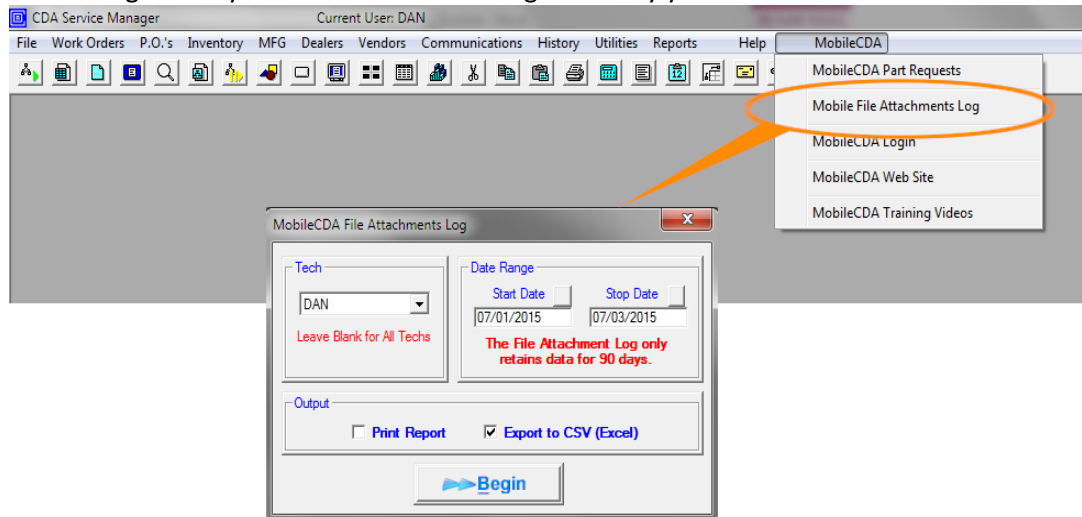 CDA Service Manager Current User: DAN
File Work Orders P.O.'s Inventory MFG Dealers Vendors Communications History Utilities Reports Help MobileCDA
MobileCDA Part Requests
Mobile File Attachments Log
MobileCDA Login
MobileCDA Web Site
MobileCDA Training Videos
MobileCDA File Attachments Log
Tech
DAN
Leave Blank for All Techs
Date Range
Start Date Stop Date
07/01/2015 07/03/2015
The File Attachment Log only
retains data for 90 days.
Output
Print Report Export to CSV (Excel)
Begin